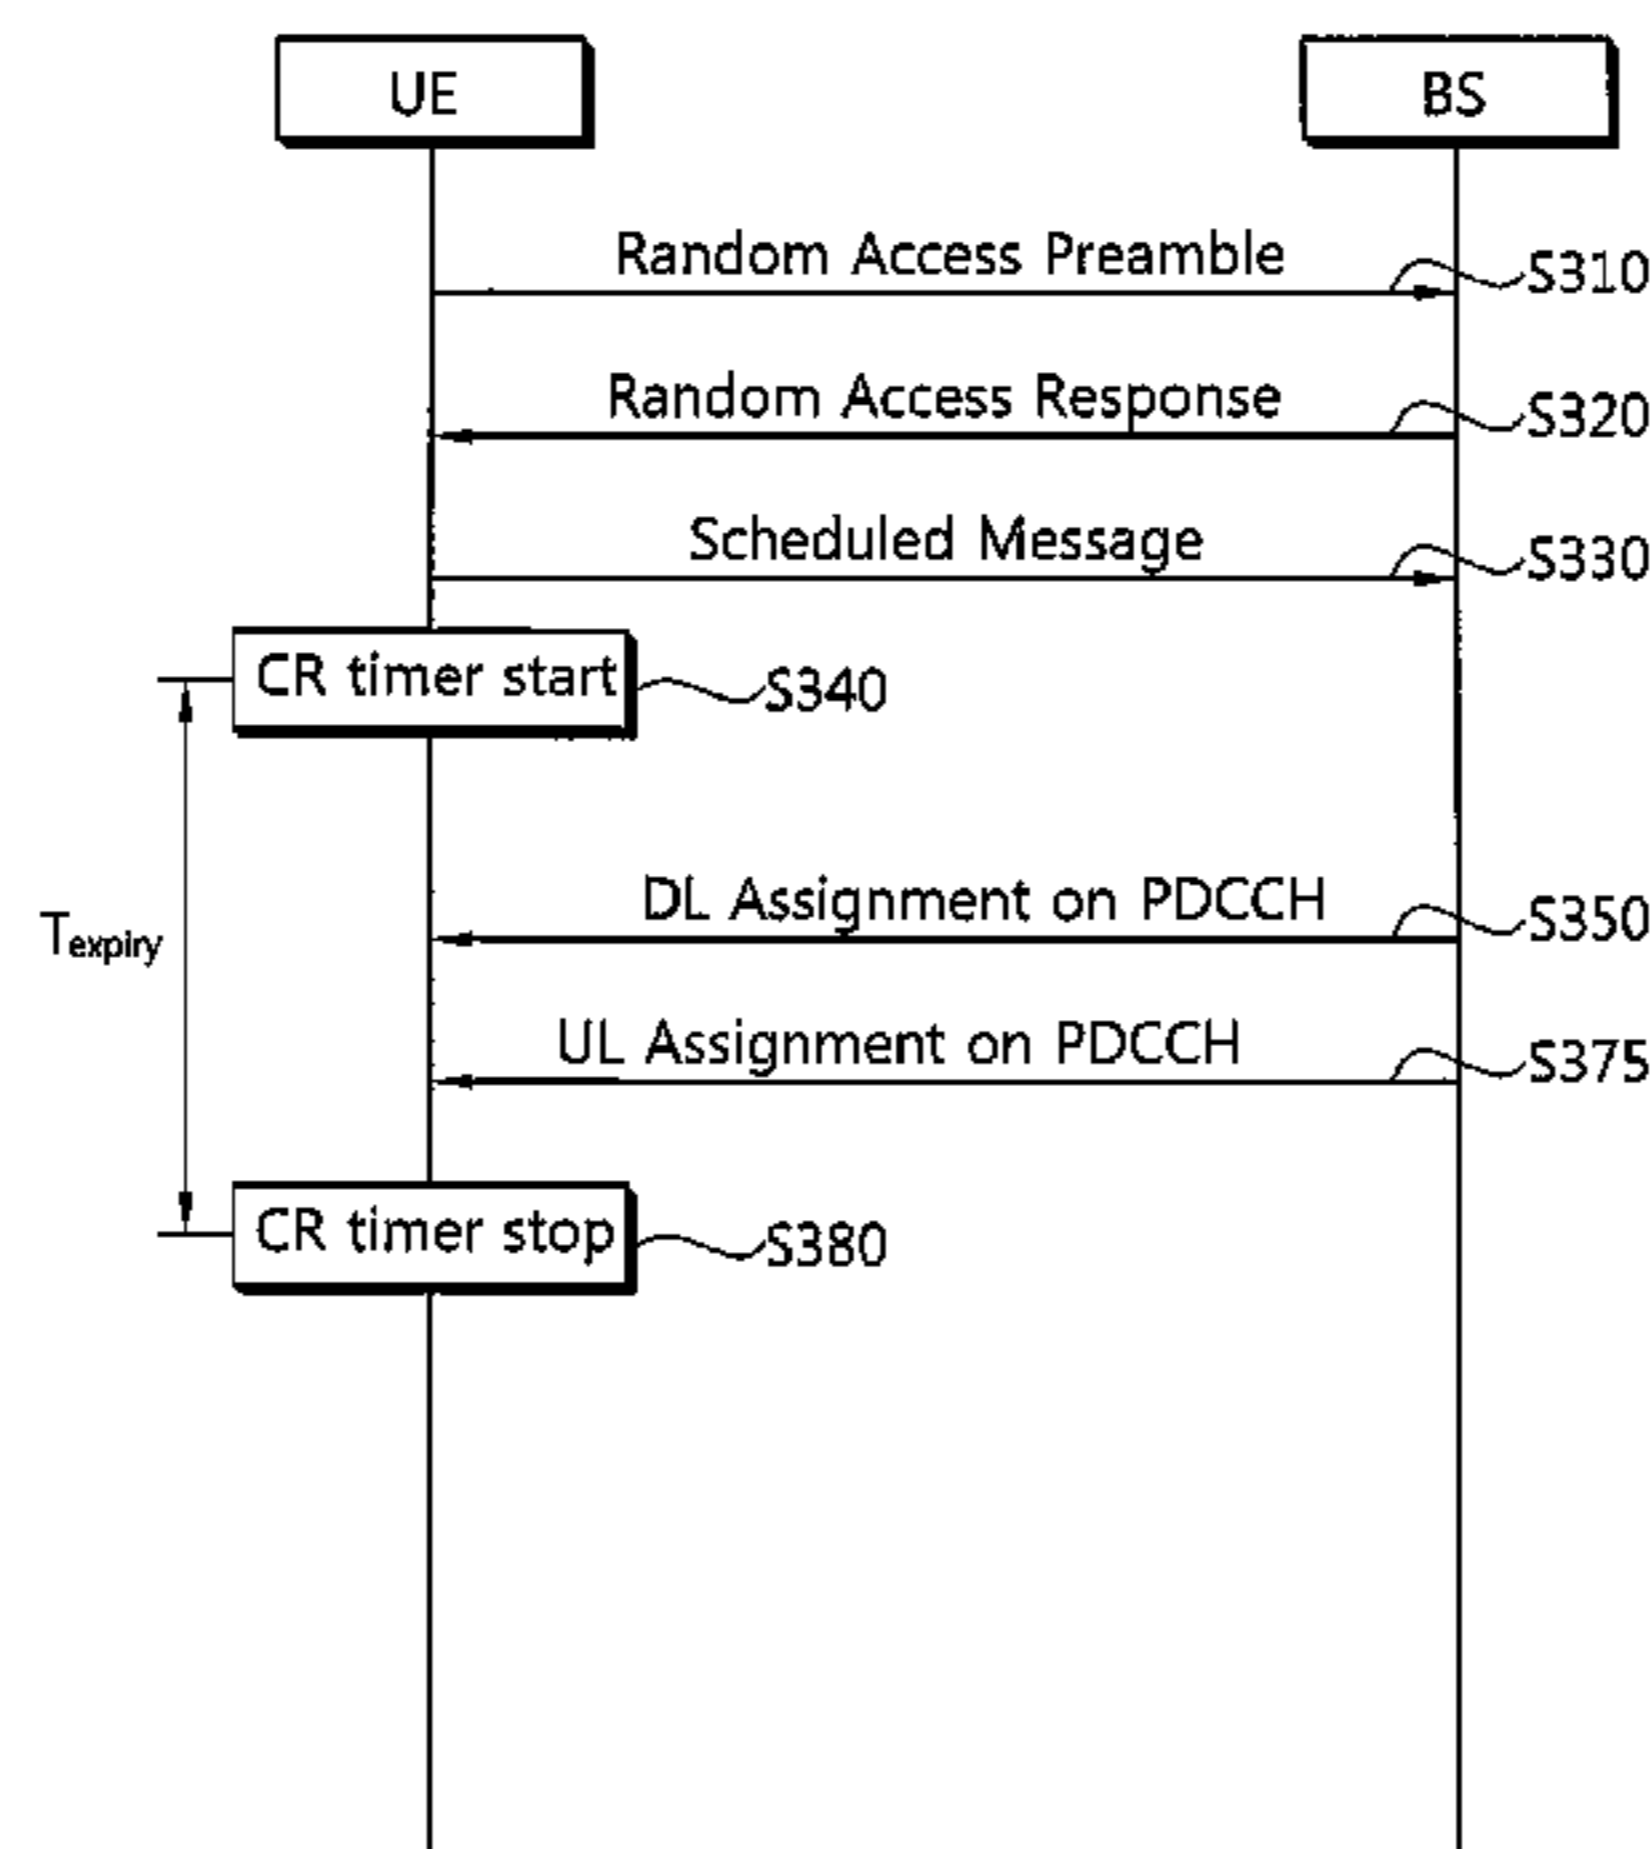 UE
BS
Random Access Preamble
S310
Random Access Response
S320
Scheduled Message
S330
CR timer start
S340
DL Assignment on PDCCH
S350
Texpiry
UL Assignment on PDCCH
S375
CR timer stop
S380